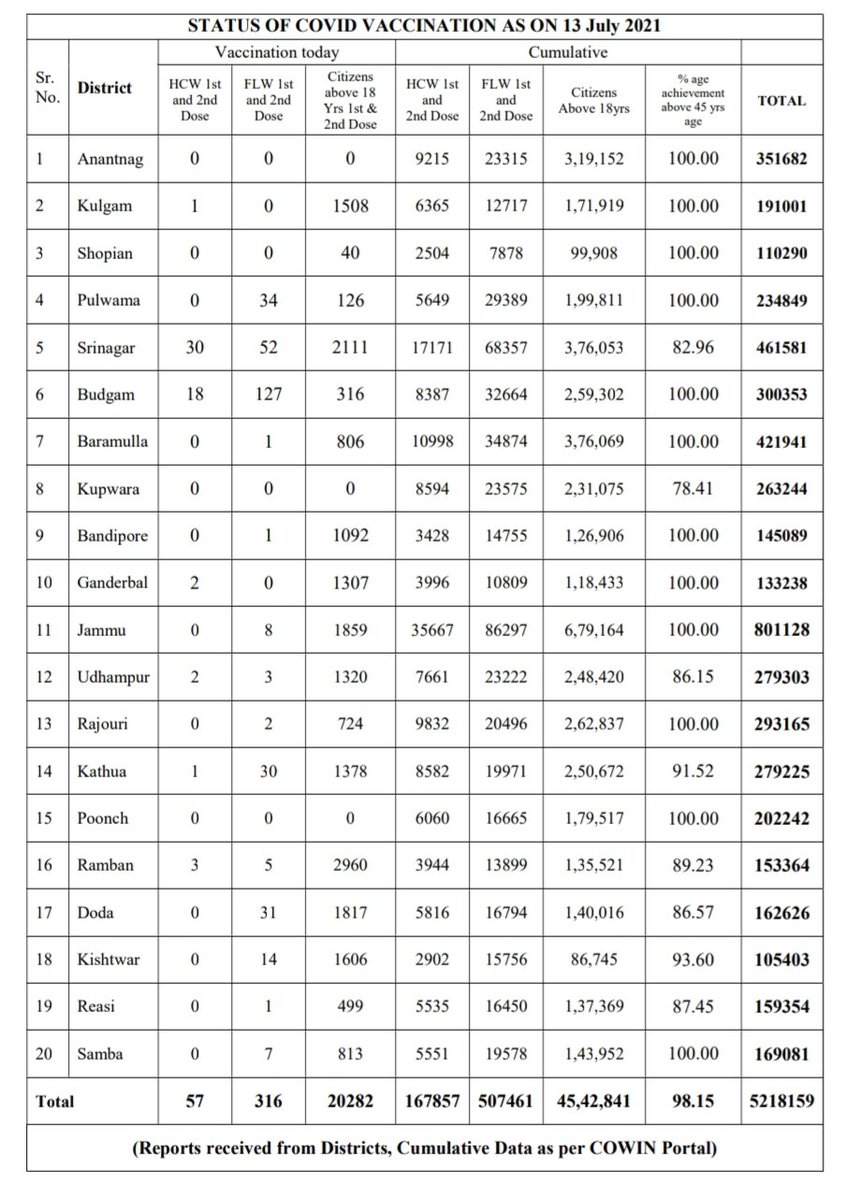 STATUS OF COVID VACCINATION AS ON 13 July 2021
Sr. No. District Vaccination today Cumulative
HCW 1st and 2nd Dose FLW 1st and 2nd Dose Citizens above 18 Yrs 1st & 2nd Dose HCW 1st and 2nd Dose FLW 1st and 2nd Dose Citizens Above 18yrs % age achievement above 45 yrs age TOTAL
1 Anantnag 0 0 0 9215 23315 3,19,152 100.00 351682
2 Kulgam 1 0 1508 6365 12717 1,71,919 100.00 191001
3 Shopian 0 0 40 2504 7878 99,908 100.00 110290
4 Pulwama 0 34 126 5649 29389 1,99,811 100.00 234849
5 Srinagar 30 52 2111 17171 68357 3,76,053 82.96 461581
6 Budgam 18 127 316 8387 32664 2,59,302 100.00 300353
7 Baramulla 0 1 806 10998 34874 3,76,069 100.00 421941
8 Kupwara 0 0 0 8594 23575 2,31,075 78.41 263244
9 Bandipore 0 1 1092 3428 14755 1,26,906 100.00 145089
10 Ganderbal 2 0 1307 3996 10809 1,18,433 100.00 133238
11 Jammu 0 8 1859 35667 86297 6,79,164 100.00 801128
12 Udhampur 2 3 1320 7661 23222 2,48,420 86.15 279303
13 Rajouri 0 2 724 9832 20496 2,62,837 100.00 293165
14 Kathua 1 30 1378 8582 19971 2,50,672 91.52 279225
15 Poonch 0 0 0 6060 16665 1,79,517 100.00 202242
16 Ramban 3 5 2960 3944 13899 1,35,521 89.23 153364
17 Doda 0 31 1817 5816 16794 1,40,016 86.57 162626
18 Kishtwar 0 14 1606 2902 15756 86,745 93.60 105403
19 Reasi 0 1 499 5535 16450 1,37,369 87.45 159354
20 Samba 0 7 813 5551 19578 1,43,952 100.00 169081
Total 57 316 20282 167857 507461 45,42,841 98.15 5218159
(Reports received from Districts, Cumulative Data as per COWIN Portal)